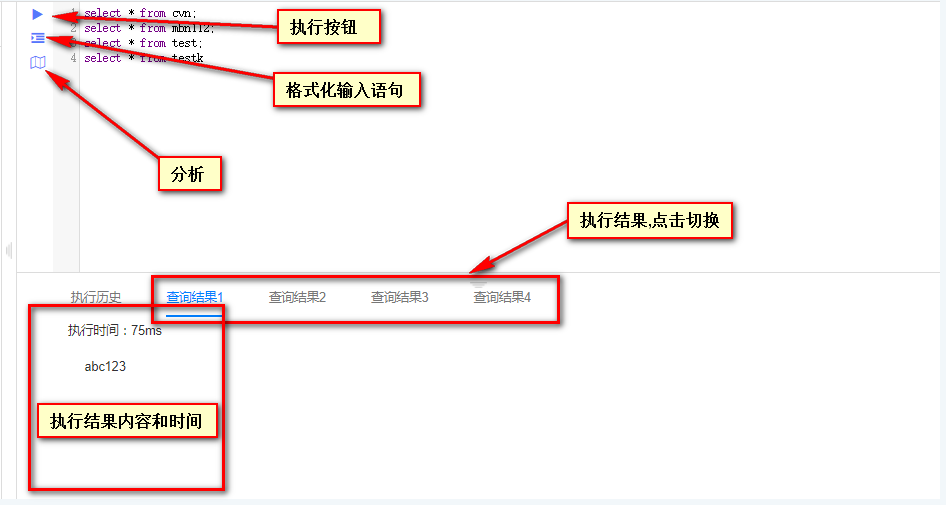 1 select * from cvn;
执行按钮
2 select * from mbn112;
3 select * from test;
4 select * from testk
格式化输入语句
分析
执行结果,点击切换
执行历史 查询结果1 查询结果2 查询结果3 查询结果4
执行时间：75ms
abc123
执行结果内容和时间